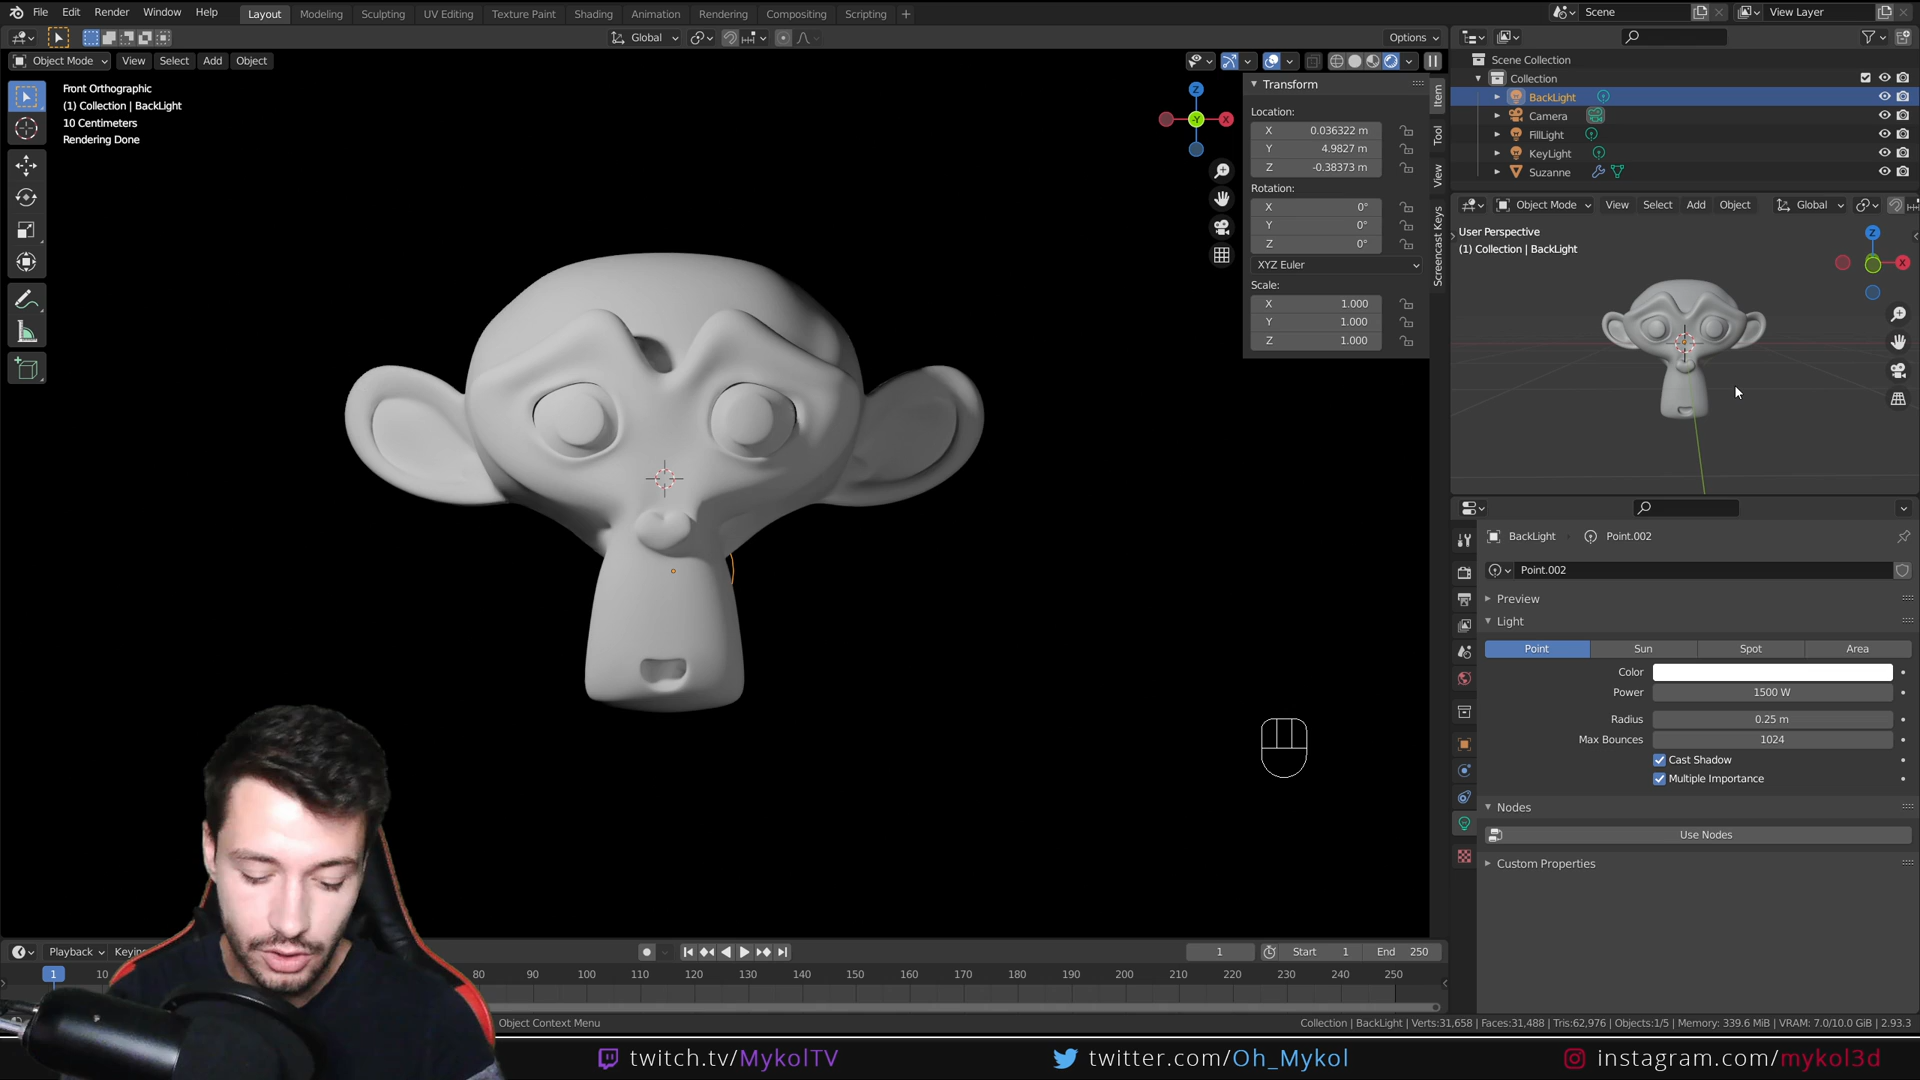 File Edit Render Window Help Layout Modeling Sculpting UV Editing Texture Paint Shading Animation Rendering Compositing Scripting + Scene View Layer
Global Options
Object Mode View Select Add Object
Front Orthographic
(1) Collection | BackLight
10 Centimeters
Rendering Done
Z
-Y
X
Transform
Location:
X 0.036322 m
Y 4.9827 m
Z -0.38373 m
Rotation:
X 0°
Y 0°
Z 0°
XYZ Euler
Scale:
X 1.000
Y 1.000
Z 1.000
Item
Tool
View
Screencast Keys
Scene Collection
Collection
BackLight
Camera
FillLight
KeyLight
Suzanne
Object Mode View Select Add Object Global
User Perspective
(1) Collection | BackLight
Z
X
BackLight Point.002
Point.002
Preview
Light
Point Sun Spot Area
Color
Power 1500 W
Radius 0.25 m
Max Bounces 1024
Cast Shadow
Multiple Importance
Nodes
Use Nodes
Custom Properties
Playback Keying 1 Start 1 End 250
1 10 80 90 100 110 120 130 140 150 160 170 180 190 200 210 220 230 240 250
Object Context Menu
Collection | BackLight | Verts:31,658 | Faces:31,488 | Tris:62,976 | Objects:1/5 | Memory: 339.6 MiB | VRAM: 7.0/10.0 GiB | 2.93.3
twitch.tv/MykolTV twitter.com/Oh_Mykol instagram.com/mykol3d